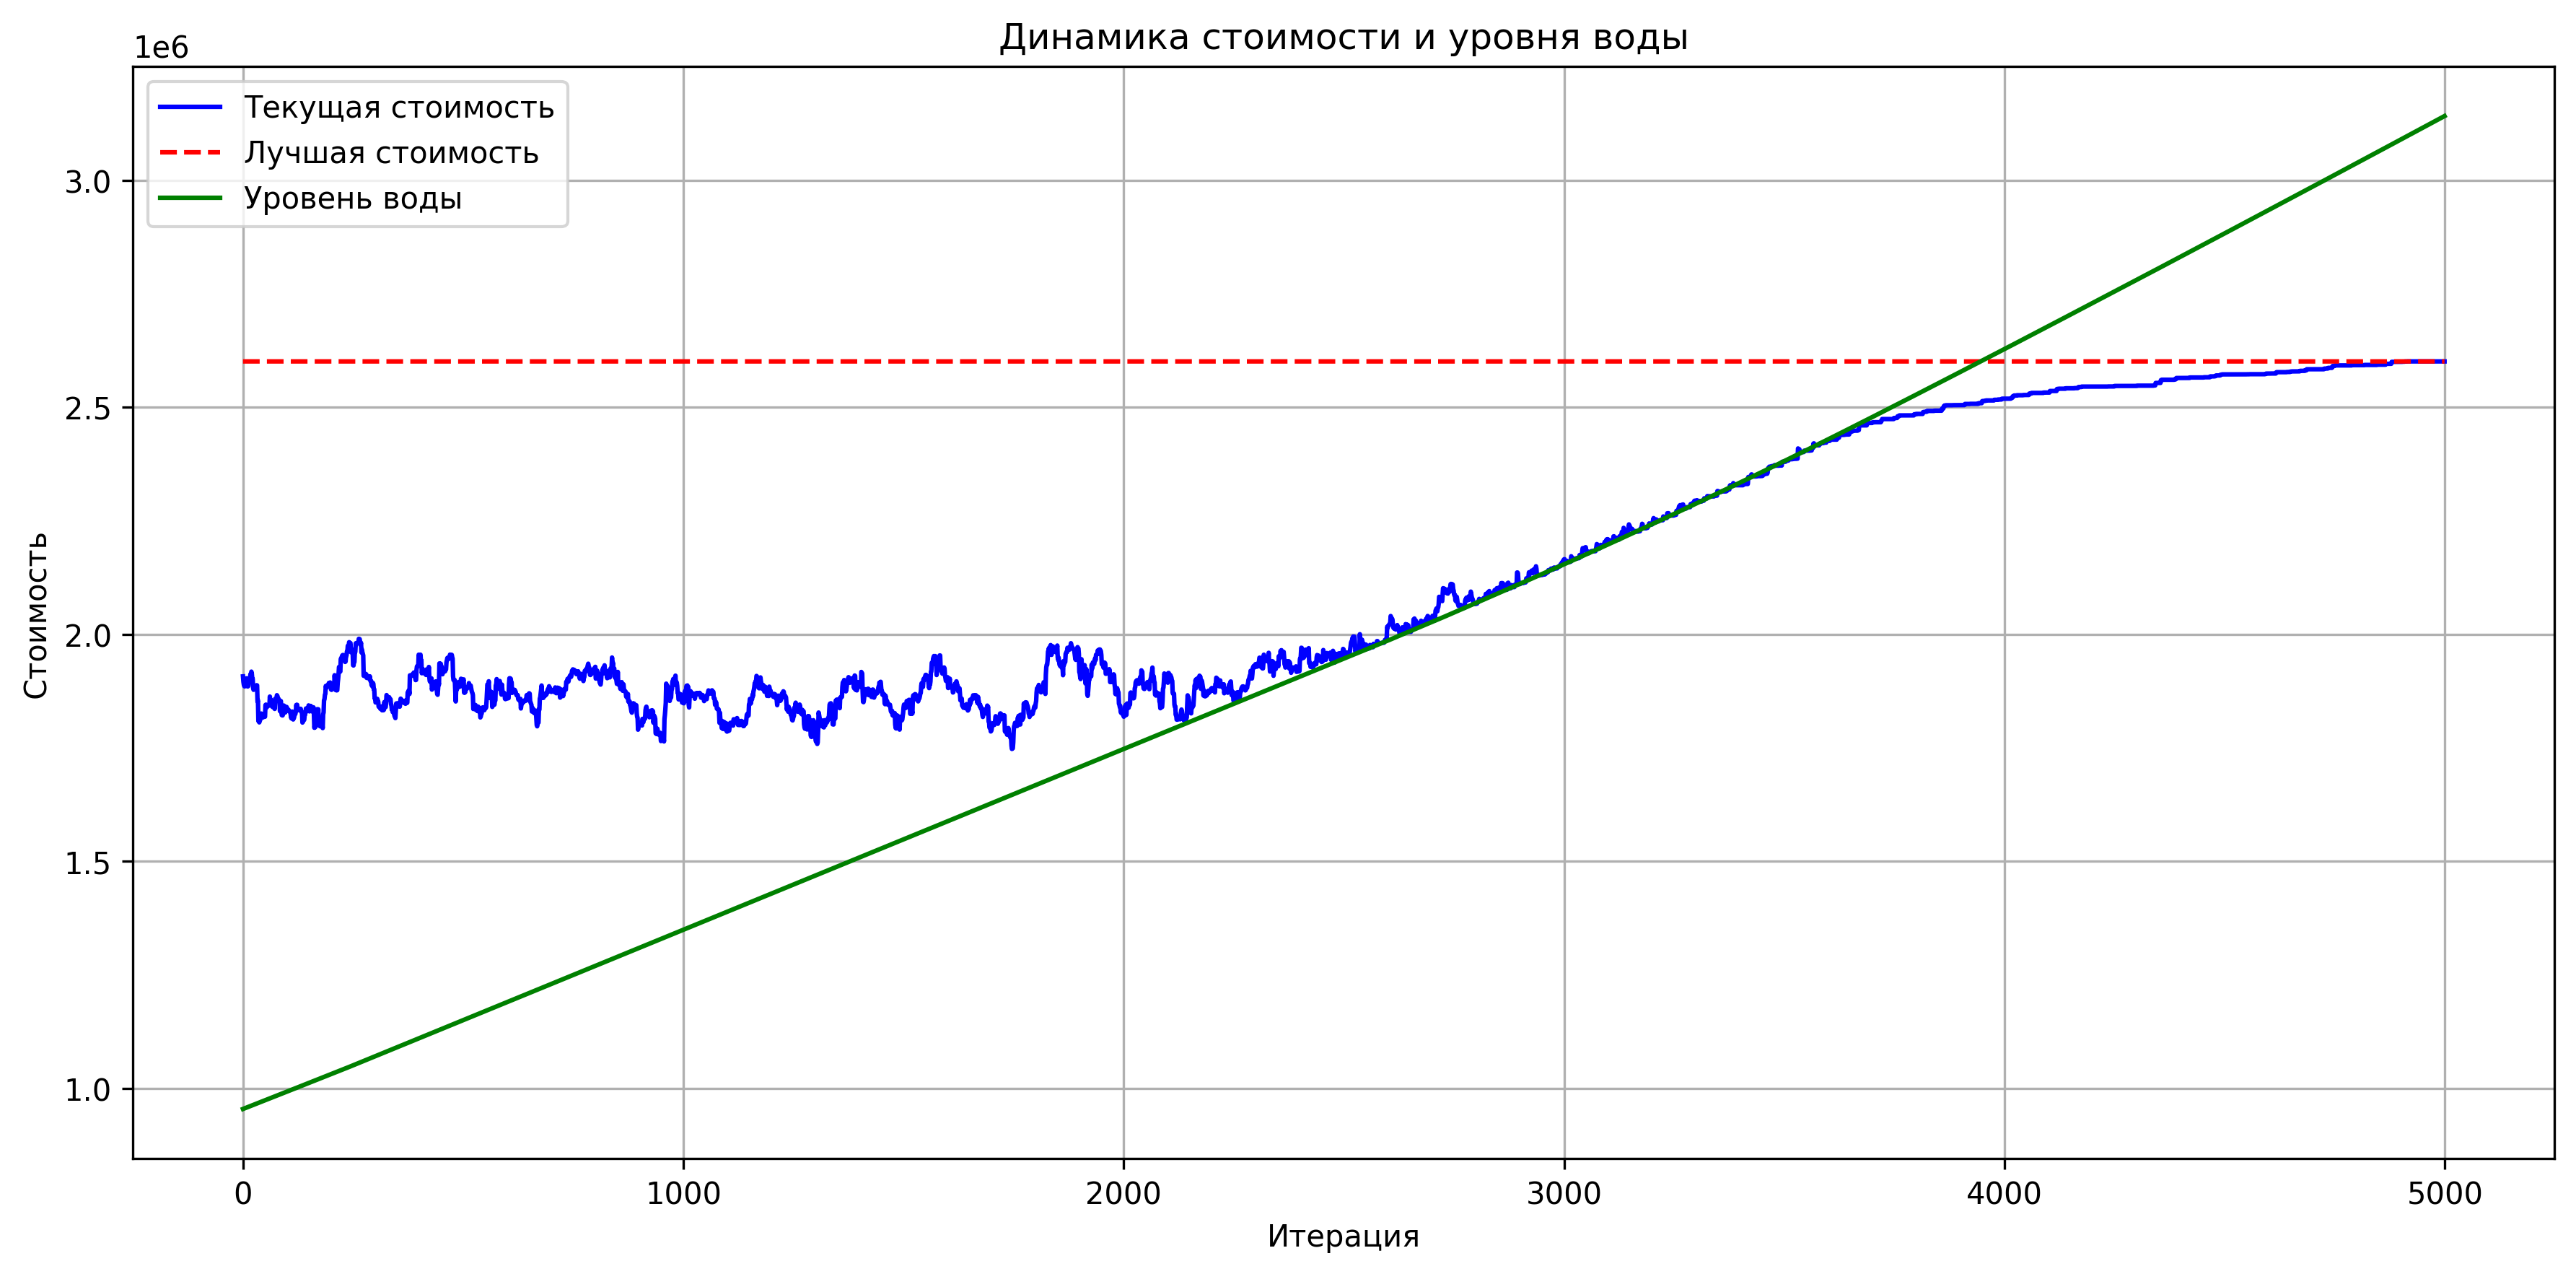 Динамика стоимости и уровня воды
1e6
Текущая стоимость
Лучшая стоимость
Уровень воды
3.0
2.5
2.0
1.5
1.0
Стоимость
0 1000 2000 3000 4000 5000
Итерация